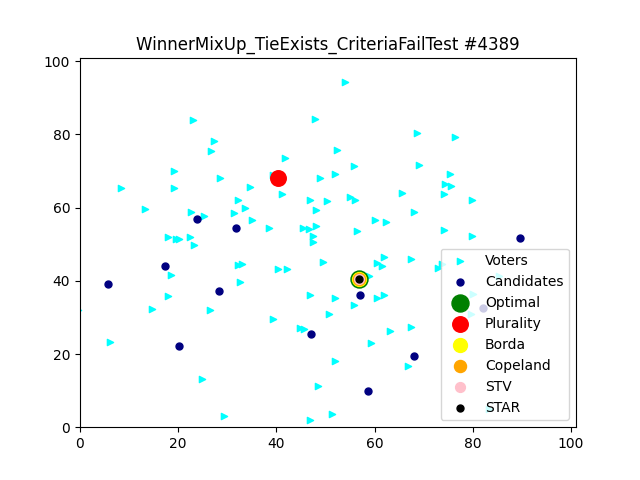 WinnerMixUp_TieExists_CriteriaFailTest #4389
100
80
60
40
20
0
0
20
40
60
80
100
Voters
Candidates
Optimal
Plurality
Borda
Copeland
STV
STAR